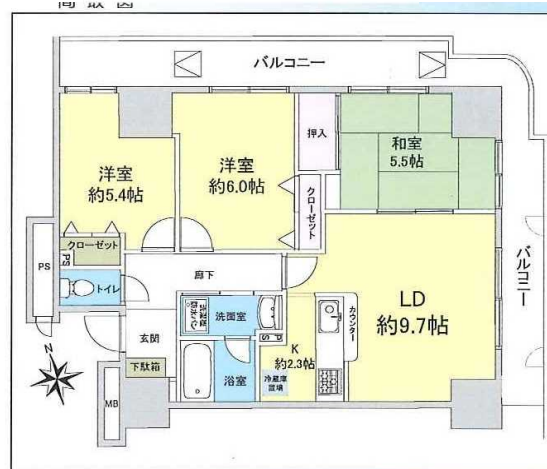 間取図
バルコニー
押入
和室
5.5帖
洋室
約5.4帖
洋室
約6.0帖
クローゼット
クローゼット
PS
PS
トイレ
廊下
LD
約9.7帖
バルコニー
洗面室
カウンター
玄関
PS
K
約2.3帖
下駄箱
浴室
冷蔵庫
置場
N
MB